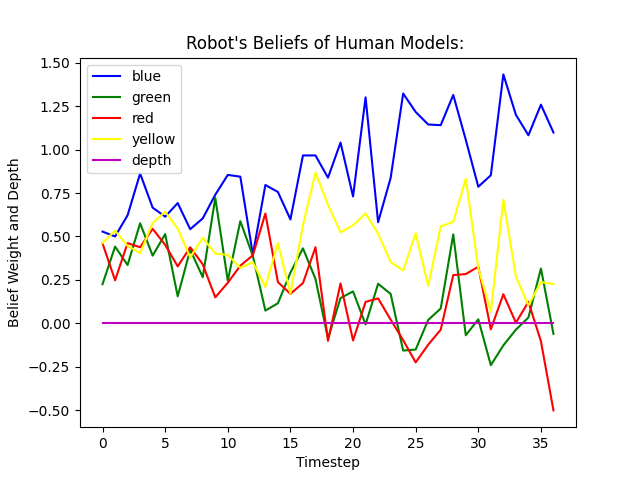 Robot's Beliefs of Human Models:
1.50
1.25
1.00
0.75
0.50
0.25
0.00
−0.25
−0.50
Belief Weight and Depth
blue
green
red
yellow
depth
0 5 10 15 20 25 30 35
Timestep